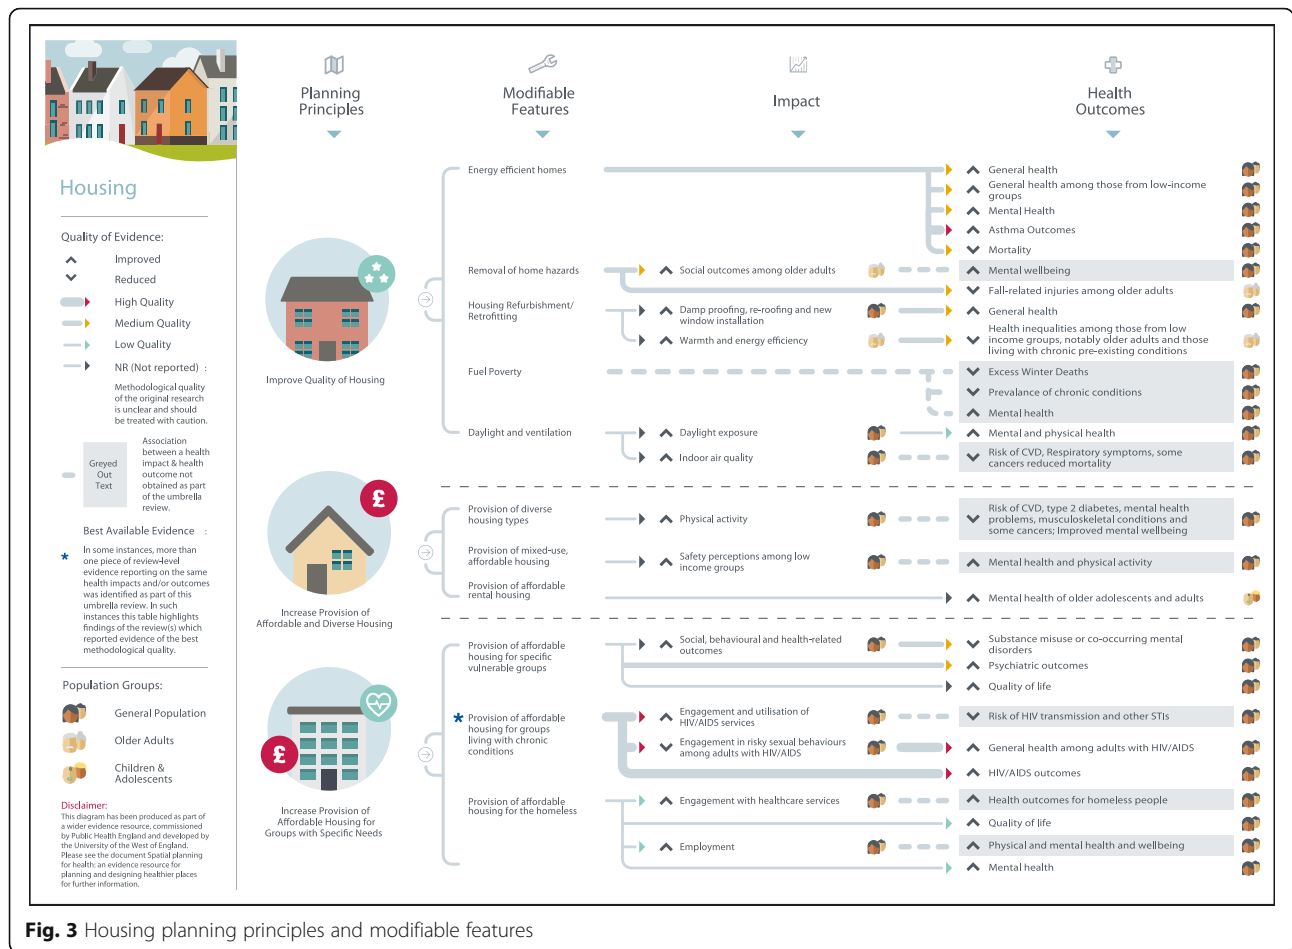 Housing
Quality of Evidence:
Improved
Reduced
High Quality
Medium Quality
Low Quality
NR (Not reported) :
Methodological quality
of the original research
is unclear and should
be treated with caution.
Greyed
Out
Text
Association
between a health
impact & health
outcome not
obtained as part
of the umbrella
review.
Best Available Evidence :
*
In some instances, more than
one piece of review-level
evidence reporting on the same
health impacts and/or outcomes
was identified as part of this
umbrella review. In such
instances this table highlights
findings of the review(s) which
reported evidence of the best
methodological quality.
Population Groups:
General Population
Older Adults
Children &
Adolescents
Disclaimer:
This diagram has been produced as part of
a wider evidence resource, commissioned
by Public Health England and developed by
the University of the West of England.
Please see the document Spatial planning
for health: an evidence resource for
planning and designing healthier places
for further information.
Planning
Principles
Modifiable
Features
Impact
Health
Outcomes
Improve Quality of Housing
Energy efficient homes
General health
General health among those from low-income
groups
Mental Health
Asthma Outcomes
Mortality
Removal of home hazards
Social outcomes among older adults
Mental wellbeing
Fall-related injuries among older adults
Housing Refurbishment/
Retrofitting
Damp proofing, re-roofing and new
window installation
General health
Warmth and energy efficiency
Health inequalities among those from low
income groups, notably older adults and those
living with chronic pre-existing conditions
Fuel Poverty
Excess Winter Deaths
Prevalance of chronic conditions
Mental health
Daylight and ventilation
Daylight exposure
Mental and physical health
Indoor air quality
Risk of CVD, Respiratory symptoms, some
cancers reduced mortality
£
Increase Provision of
Affordable and Diverse Housing
Provision of diverse
housing types
Physical activity
Risk of CVD, type 2 diabetes, mental health
problems, musculoskeletal conditions and
some cancers; Improved mental wellbeing
Provision of mixed-use,
affordable housing
Safety perceptions among low
income groups
Mental health and physical activity
Provision of affordable
rental housing
Mental health of older adolescents and adults
£
Increase Provision of
Affordable Housing for
Groups with Specific Needs
Provision of affordable
housing for specific
vulnerable groups
Social, behavioural and health-related
outcomes
Substance misuse or co-occurring mental
disorders
Psychiatric outcomes
Quality of life
* Provision of affordable
housing for groups
living with chronic
conditions
Engagement and utilisation of
HIV/AIDS services
Risk of HIV transmission and other STIs
Engagement in risky sexual behaviours
among adults with HIV/AIDS
General health among adults with HIV/AIDS
HIV/AIDS outcomes
Provision of affordable
housing for the homeless
Engagement with healthcare services
Health outcomes for homeless people
Quality of life
Employment
Physical and mental health and wellbeing
Mental health
Fig. 3 Housing planning principles and modifiable features